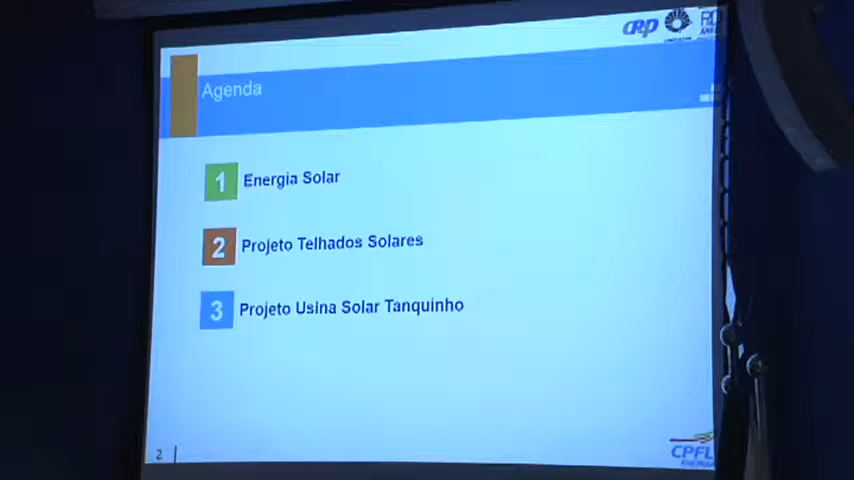 Agenda
1 Energia Solar
2 Projeto Telhados Solares
3 Projeto Usina Solar Tanquinho
2
CPFL